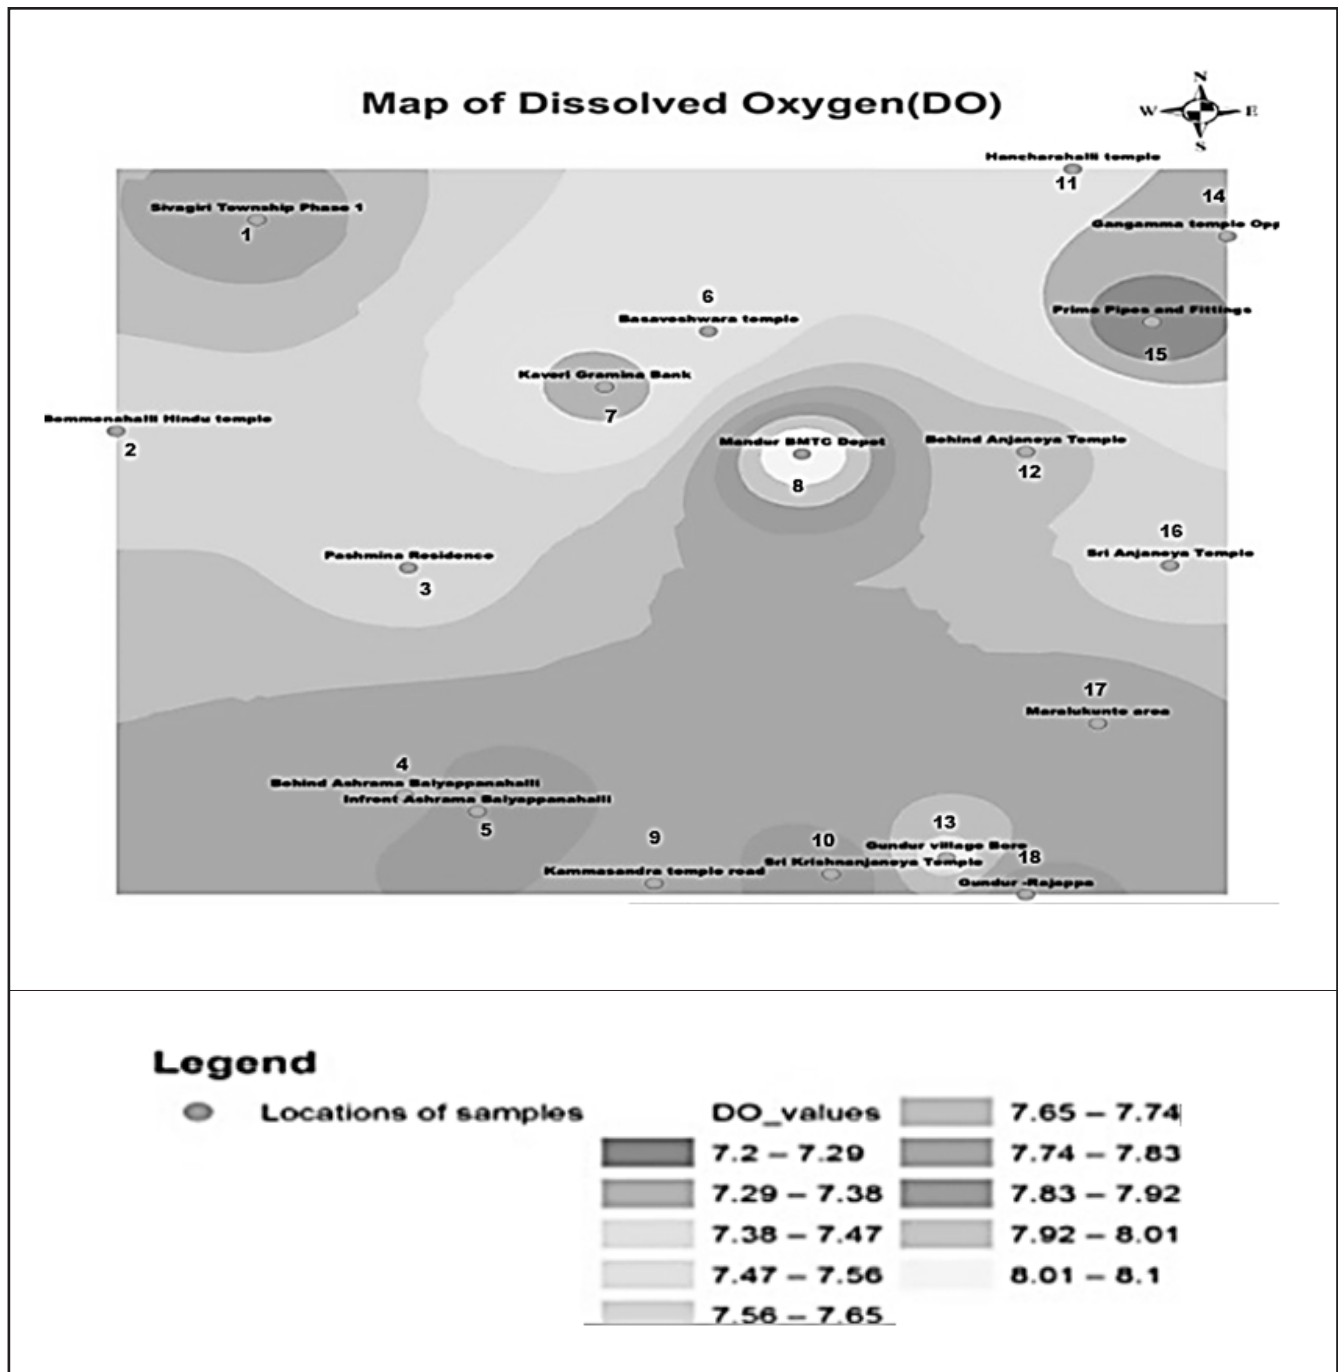 Map of Dissolved Oxygen(DO)
N
W
E
S
Hancharahalli temple
11
14
Gangamma temple Opp
Sivagiri Township Phase 1
1
6
Basaveshwara temple
Prime Pipes and Fittings
15
Kaveri Gramina Bank
7
Bommenahalli Hindu temple
2
Mandur BMTC Depot
8
Behind Anjaneya Temple
12
16
Sri Anjaneya Temple
Pashmina Residence
3
17
Maralukunte area
4
Behind Ashrama Baiyappanahalli
Infront Ashrama Baiyappanahalli
5
9
Kammasandra temple road
10
Sri Krishnanjaneya Temple
13
Gundur village Bore
18
Gundur -Rajappa
Legend
Locations of samples
DO_values
7.2 – 7.29
7.29 – 7.38
7.38 – 7.47
7.47 – 7.56
7.56 – 7.65
7.65 – 7.74
7.74 – 7.83
7.83 – 7.92
7.92 – 8.01
8.01 – 8.1